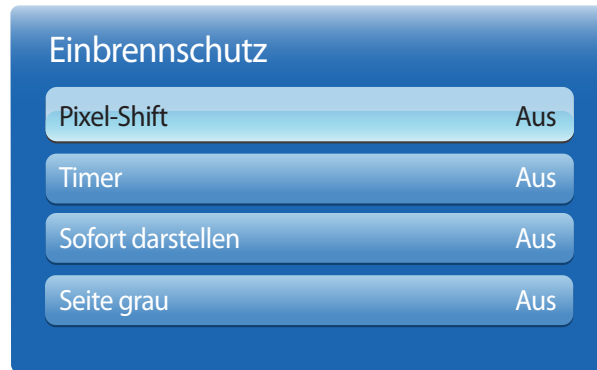 Einbrennschutz
Pixel-Shift Aus
Timer Aus
Sofort darstellen Aus
Seite grau Aus